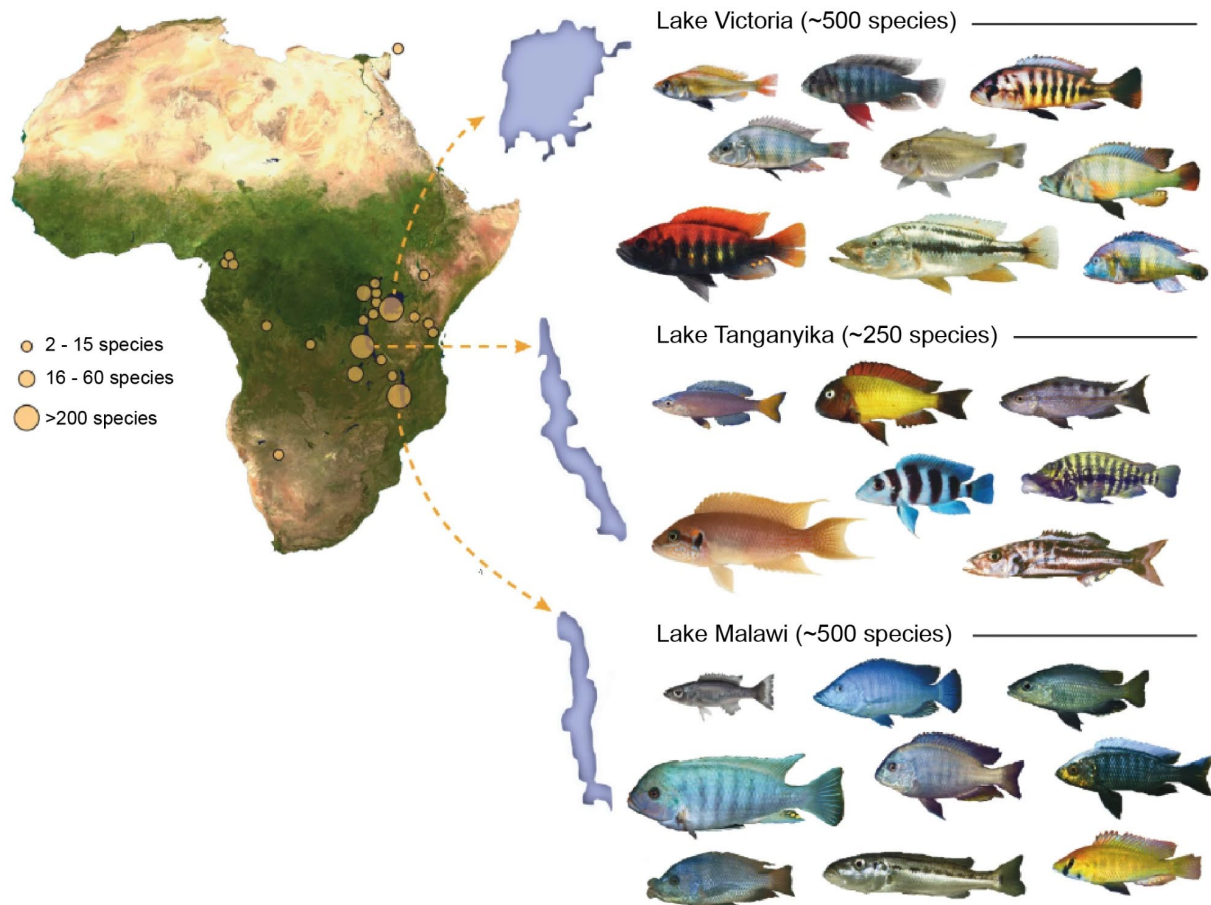 Lake Victoria (~500 species)
2 - 15 species
16 - 60 species
>200 species
Lake Tanganyika (~250 species)
Lake Malawi (~500 species)